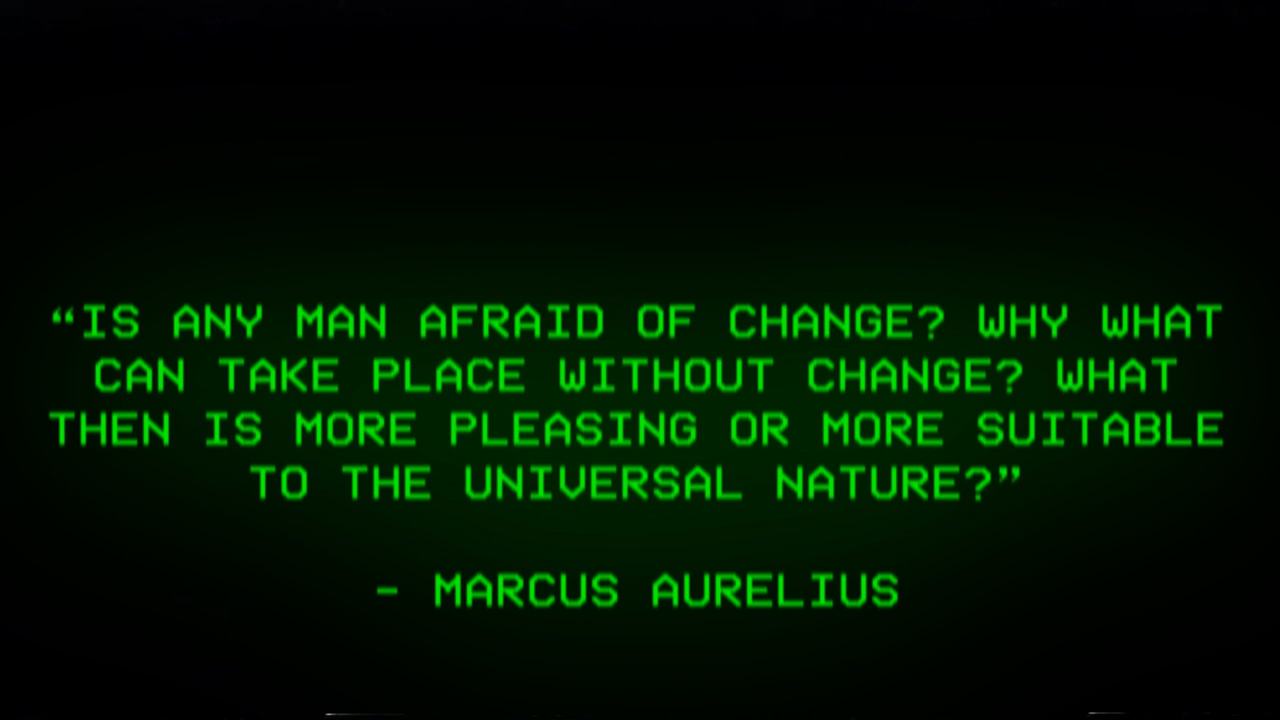 “IS ANY MAN AFRAID OF CHANGE? WHY WHAT
CAN TAKE PLACE WITHOUT CHANGE? WHAT
THEN IS MORE PLEASING OR MORE SUITABLE
TO THE UNIVERSAL NATURE?”
- MARCUS AURELIUS